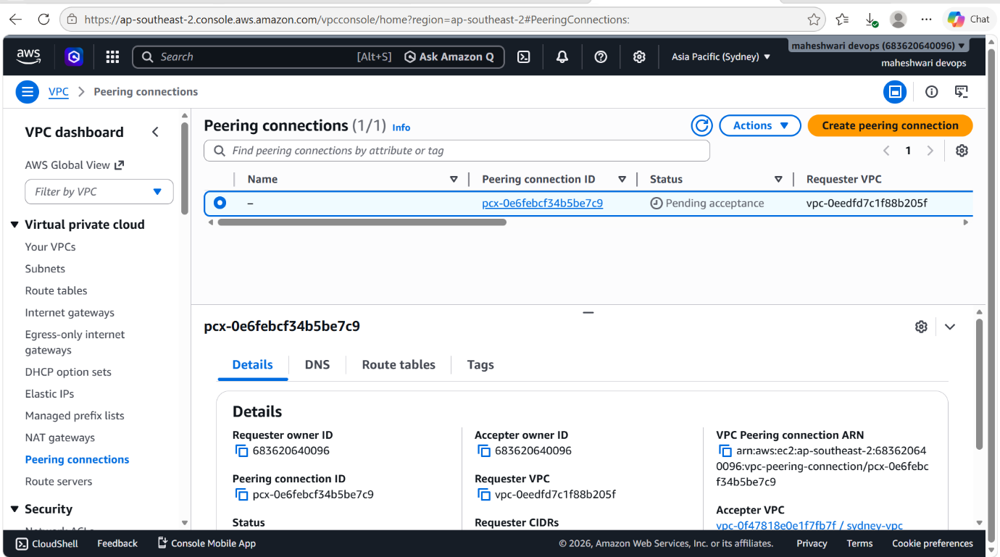 https://ap-southeast-2.console.aws.amazon.com/vpcconsole/home?region=ap-southeast-2#PeeringConnections:
Chat
aws
Search [Alt+S] Ask Amazon Q
Asia Pacific (Sydney)
maheshwari devops (683620640096)
maheshwari devops
VPC > Peering connections
VPC dashboard
AWS Global View
Filter by VPC
Virtual private cloud
Your VPCs
Subnets
Route tables
Internet gateways
Egress-only internet
gateways
DHCP option sets
Elastic IPs
Managed prefix lists
NAT gateways
Peering connections
Route servers
Security
Network ACLs
Peering connections (1/1) Info
Actions
Create peering connection
Find peering connections by attribute or tag
1
Name Peering connection ID Status Requester VPC
– pcx-0e6febcf34b5be7c9 Pending acceptance vpc-0eedfd7c1f88b205f
pcx-0e6febcf34b5be7c9
Details DNS Route tables Tags
Details
Requester owner ID
683620640096
Peering connection ID
pcx-0e6febcf34b5be7c9
Status
Accepter owner ID
683620640096
Requester VPC
vpc-0eedfd7c1f88b205f
Requester CIDRs
VPC Peering connection ARN
arn:aws:ec2:ap-southeast-2:68362064
0096:vpc-peering-connection/pcx-0e6febc
f34b5be7c9
Accepter VPC
vpc-0f47818e0e1f7fb7f / sydney-vpc
CloudShell Feedback Console Mobile App © 2026, Amazon Web Services, Inc. or its affiliates. Privacy Terms Cookie preferences